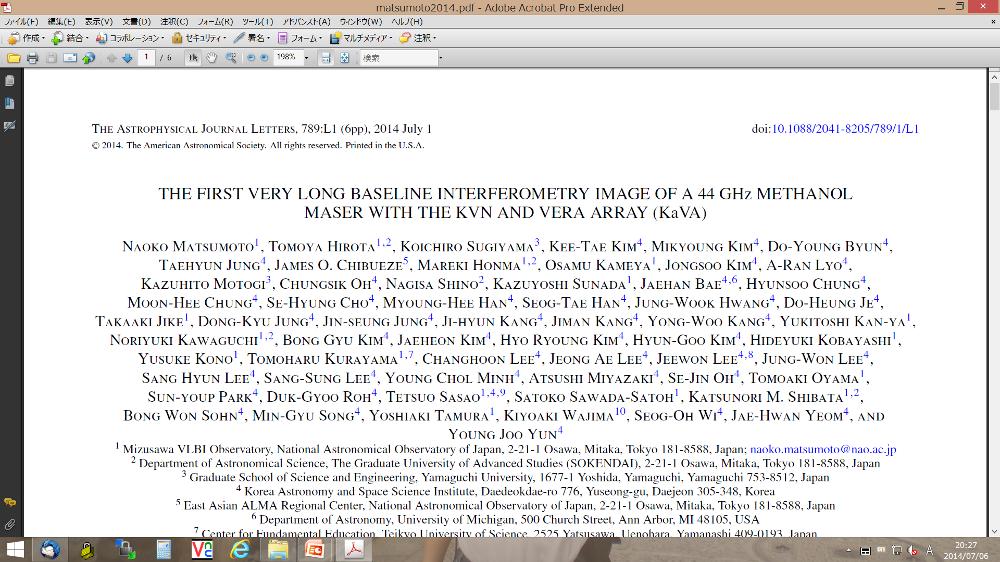 matsumoto2014.pdf - Adobe Acrobat Pro Extended
ファイル(F) 編集(E) 表示(V) 文書(D) 注釈(C) フォーム(R) ツール(T) アドバンスト(A) ウィンドウ(W) ヘルプ(H)
作成 結合 コラボレーション セキュリティ 署名 フォーム マルチメディア 注釈
1 / 6 198% 検索
THE ASTROPHYSICAL JOURNAL LETTERS, 789:L1 (6pp), 2014 July 1 doi:10.1088/2041-8205/789/1/L1
© 2014. The American Astronomical Society. All rights reserved. Printed in the U.S.A.
THE FIRST VERY LONG BASELINE INTERFEROMETRY IMAGE OF A 44 GHz METHANOL
MASER WITH THE KVN AND VERA ARRAY (KaVA)
NAOKO MATSUMOTO1, TOMOYA HIROTA1,2, KOICHIRO SUGIYAMA3, KEE-TAE KIM4, MIKYOUNG KIM4, DO-YOUNG BYUN4,
TAEHYUN JUNG4, JAMES O. CHIBUEZE5, MAREKI HONMA1,2, OSAMU KAMEYA1, JONGSOO KIM4, A-RAN LYO4,
KAZUHITO MOTOGI3, CHUNGSIK OH4, NAGISA SHINO2, KAZUYOSHI SUNADA1, JAEHAN BAE4,6, HYUNSOO CHUNG4,
MOON-HEE CHUNG4, SE-HYUNG CHO4, MYOUNG-HEE HAN4, SEOG-TAE HAN4, JUNG-WOOK HWANG4, DO-HEUNG JE4,
TAKAAKI JIKE1, DONG-KYU JUNG4, JIN-SEUNG JUNG4, JI-HYUN KANG4, JIMAN KANG4, YONG-WOO KANG4, YUKITOSHI KAN-YA1,
NORIYUKI KAWAGUCHI1,2, BONG GYU KIM4, JAEHEON KIM4, HYO RYOUNG KIM4, HYUN-GOO KIM4, HIDEYUKI KOBAYASHI1,
YUSUKE KONO1, TOMOHARU KURAYAMA1,7, CHANGHOON LEE4, JEONG AE LEE4, JEEWON LEE4,8, JUNG-WON LEE4,
SANG HYUN LEE4, SANG-SUNG LEE4, YOUNG CHOL MINH4, ATSUSHI MIYAZAKI4, SE-JIN OH4, TOMOAKI OYAMA1,
SUN-YOUP PARK4, DUK-GYOO ROH4, TETSUO SASAO1,4,9, SATOKO SAWADA-SATOH1, KATSUNORI M. SHIBATA1,2,
BONG WON SOHN4, MIN-GYU SONG4, YOSHIAKI TAMURA1, KIYOAKI WAJIMA10, SEOG-OH WI4, JAE-HWAN YEOM4, AND
YOUNG JOO YUN4
1 Mizusawa VLBI Observatory, National Astronomical Observatory of Japan, 2-21-1 Osawa, Mitaka, Tokyo 181-8588, Japan; naoko.matsumoto@nao.ac.jp
2 Department of Astronomical Science, The Graduate University of Advanced Studies (SOKENDAI), 2-21-1 Osawa, Mitaka, Tokyo 181-8588, Japan
3 Graduate School of Science and Engineering, Yamaguchi University, 1677-1 Yoshida, Yamaguchi, Yamaguchi 753-8512, Japan
4 Korea Astronomy and Space Science Institute, Daedeokdae-ro 776, Yuseong-gu, Daejeon 305-348, Korea
5 East Asian ALMA Regional Center, National Astronomical Observatory of Japan, 2-21-1 Osawa, Mitaka, Tokyo 181-8588, Japan
6 Department of Astronomy, University of Michigan, 500 Church Street, Ann Arbor, MI 48105, USA
7 Center for Fundamental Education, Teikyo University of Science, 2525 Yatsusawa, Uenohara, Yamanashi 409-0193, Japan
A 20:27
2014/07/06